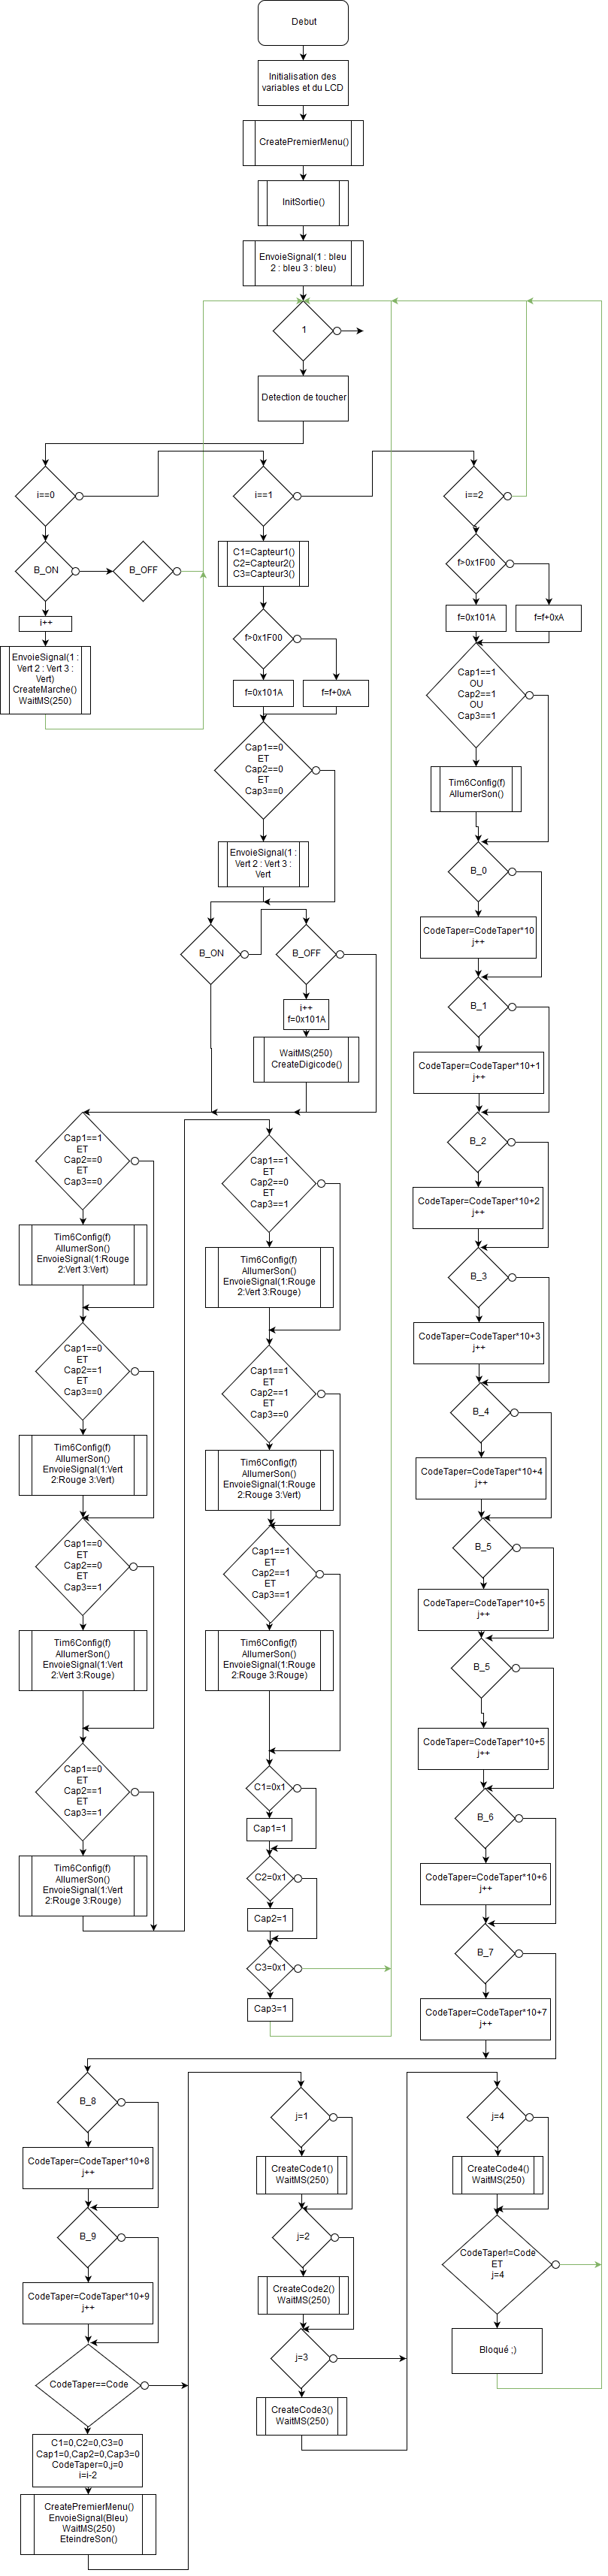 Debut
Initialisation des
variables et du LCD
CreatePremierMenu()
InitSortie()
EnvoieSignal(1 : bleu
2 : bleu 3 : bleu)
1
Detection de toucher
i==0
i==1
i==2
B_ON
B_OFF
i++
EnvoieSignal(1 :
Vert 2 : Vert 3 :
Vert)
CreateMarche()
WaitMS(250)
C1=Capteur1()
C2=Capteur2()
C3=Capteur3()
f>0x1F00
f=0x101A
f=f+0xA
Cap1==0
ET
Cap2==0
ET
Cap3==0
EnvoieSignal(1 :
Vert 2 : Vert 3 :
Vert
B_ON
B_OFF
i++
f=0x101A
WaitMS(250)
CreateDigicode()
Cap1==1
ET
Cap2==0
ET
Cap3==0
Tim6Config(f)
AllumerSon()
EnvoieSignal(1:Rouge
2:Vert 3:Vert)
Cap1==0
ET
Cap2==1
ET
Cap3==0
Tim6Config(f)
AllumerSon()
EnvoieSignal(1:Vert
2:Rouge 3:Vert)
Cap1==0
ET
Cap2==0
ET
Cap3==1
Tim6Config(f)
AllumerSon()
EnvoieSignal(1:Vert
2:Vert 3:Rouge)
Cap1==0
ET
Cap2==1
ET
Cap3==1
Tim6Config(f)
AllumerSon()
EnvoieSignal(1:Vert
2:Rouge 3:Rouge)
Cap1==1
ET
Cap2==0
ET
Cap3==1
Tim6Config(f)
AllumerSon()
EnvoieSignal(1:Rouge
2:Vert 3:Rouge)
Cap1==1
ET
Cap2==1
ET
Cap3==0
Tim6Config(f)
AllumerSon()
EnvoieSignal(1:Rouge
2:Rouge 3:Vert)
Cap1==1
ET
Cap2==1
ET
Cap3==1
Tim6Config(f)
AllumerSon()
EnvoieSignal(1:Rouge
2:Rouge 3:Rouge)
C1=0x1
Cap1=1
C2=0x1
Cap2=1
C3=0x1
Cap3=1
f>0x1F00
f=0x101A
f=f+0xA
Cap1==1
OU
Cap2==1
OU
Cap3==1
Tim6Config(f)
AllumerSon()
B_0
CodeTaper=CodeTaper*10
j++
B_1
CodeTaper=CodeTaper*10+1
j++
B_2
CodeTaper=CodeTaper*10+2
j++
B_3
CodeTaper=CodeTaper*10+3
j++
B_4
CodeTaper=CodeTaper*10+4
j++
B_5
CodeTaper=CodeTaper*10+5
j++
B_5
CodeTaper=CodeTaper*10+5
j++
B_6
CodeTaper=CodeTaper*10+6
j++
B_7
CodeTaper=CodeTaper*10+7
j++
B_8
CodeTaper=CodeTaper*10+8
j++
B_9
CodeTaper=CodeTaper*10+9
j++
CodeTaper==Code
C1=0,C2=0,C3=0
Cap1=0,Cap2=0,Cap3=0
CodeTaper=0,j=0
i=i-2
CreatePremierMenu()
EnvoieSignal(Bleu)
WaitMS(250)
EteindreSon()
j=1
CreateCode1()
WaitMS(250)
j=2
CreateCode2()
WaitMS(250)
j=3
CreateCode3()
WaitMS(250)
j=4
CreateCode4()
WaitMS(250)
CodeTaper!=Code
ET
j=4
Bloqué ;)